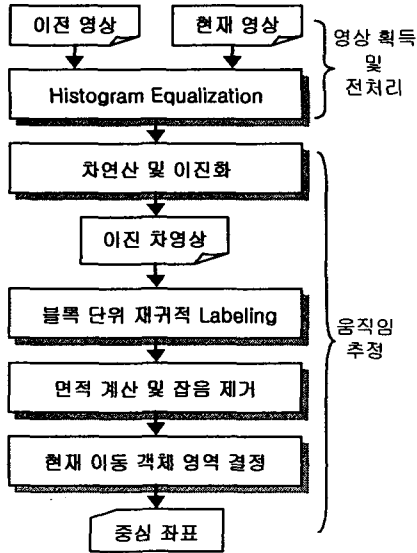 이전 영상
현재 영상
영상 획득
및
전처리
Histogram Equalization
차연산 및 이진화
이진 차영상
블록 단위 재귀적 Labeling
움직임
추정
면적 계산 및 잡음 제거
현재 이동 객체 영역 결정
중심 좌표